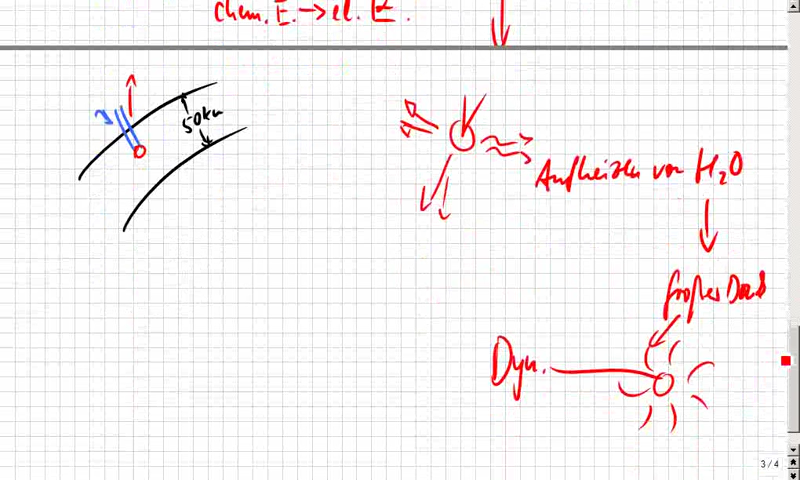 chem. E. → el. E.
50km
Aufheizen von H₂O
großer Druck
Dyn.
3 / 4